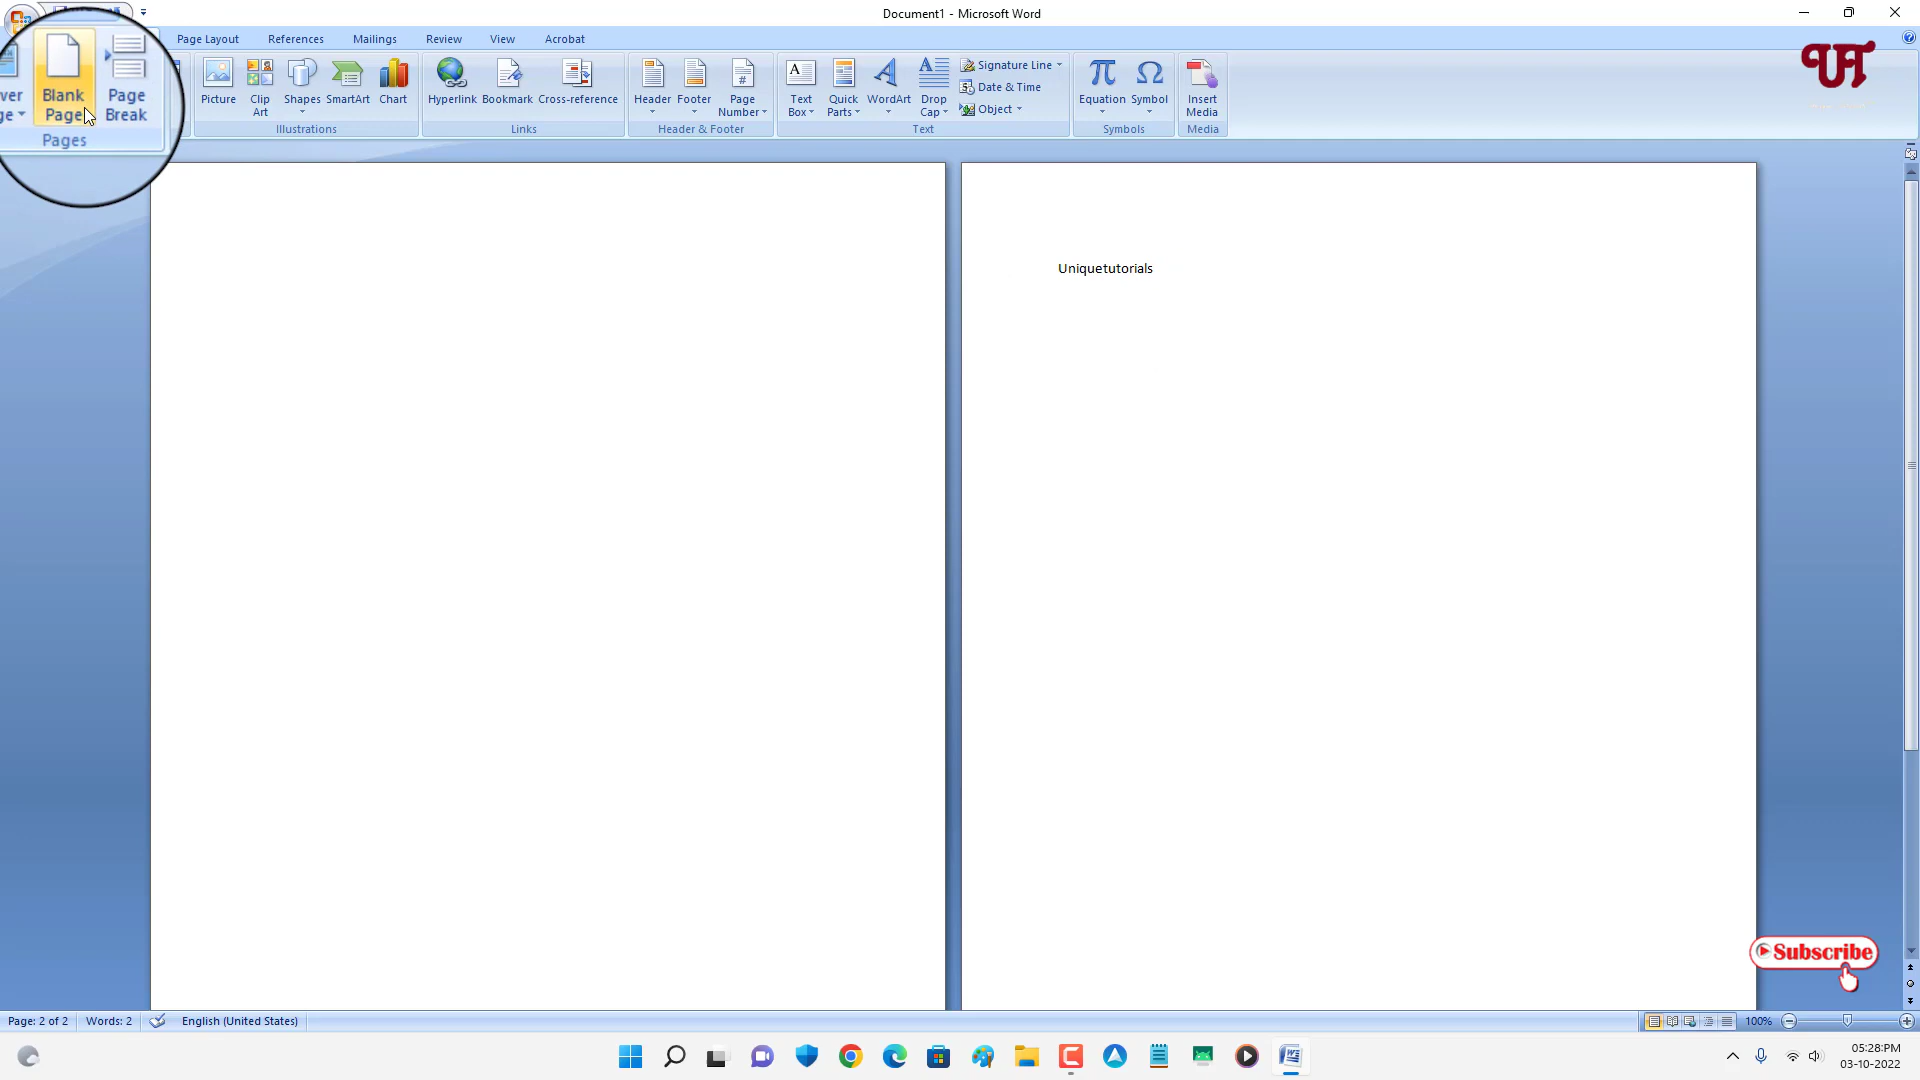 Document1 - Microsoft Word
Page Layout References Mailings Review View Acrobat
Blank Page
Page Break
Pages
Picture
Clip Art
Shapes
SmartArt
Chart
Illustrations
Hyperlink
Bookmark
Cross-reference
Links
Header
Footer
Page Number
Header & Footer
Text Box
Quick Parts
WordArt
Drop Cap
Signature Line
Date & Time
Object
Text
Equation
Symbol
Symbols
Insert Media
Media
UT
Uniquetutorials
Subscribe
Page: 2 of 2 Words: 2 English (United States) 100%
05:28:PM
03-10-2022